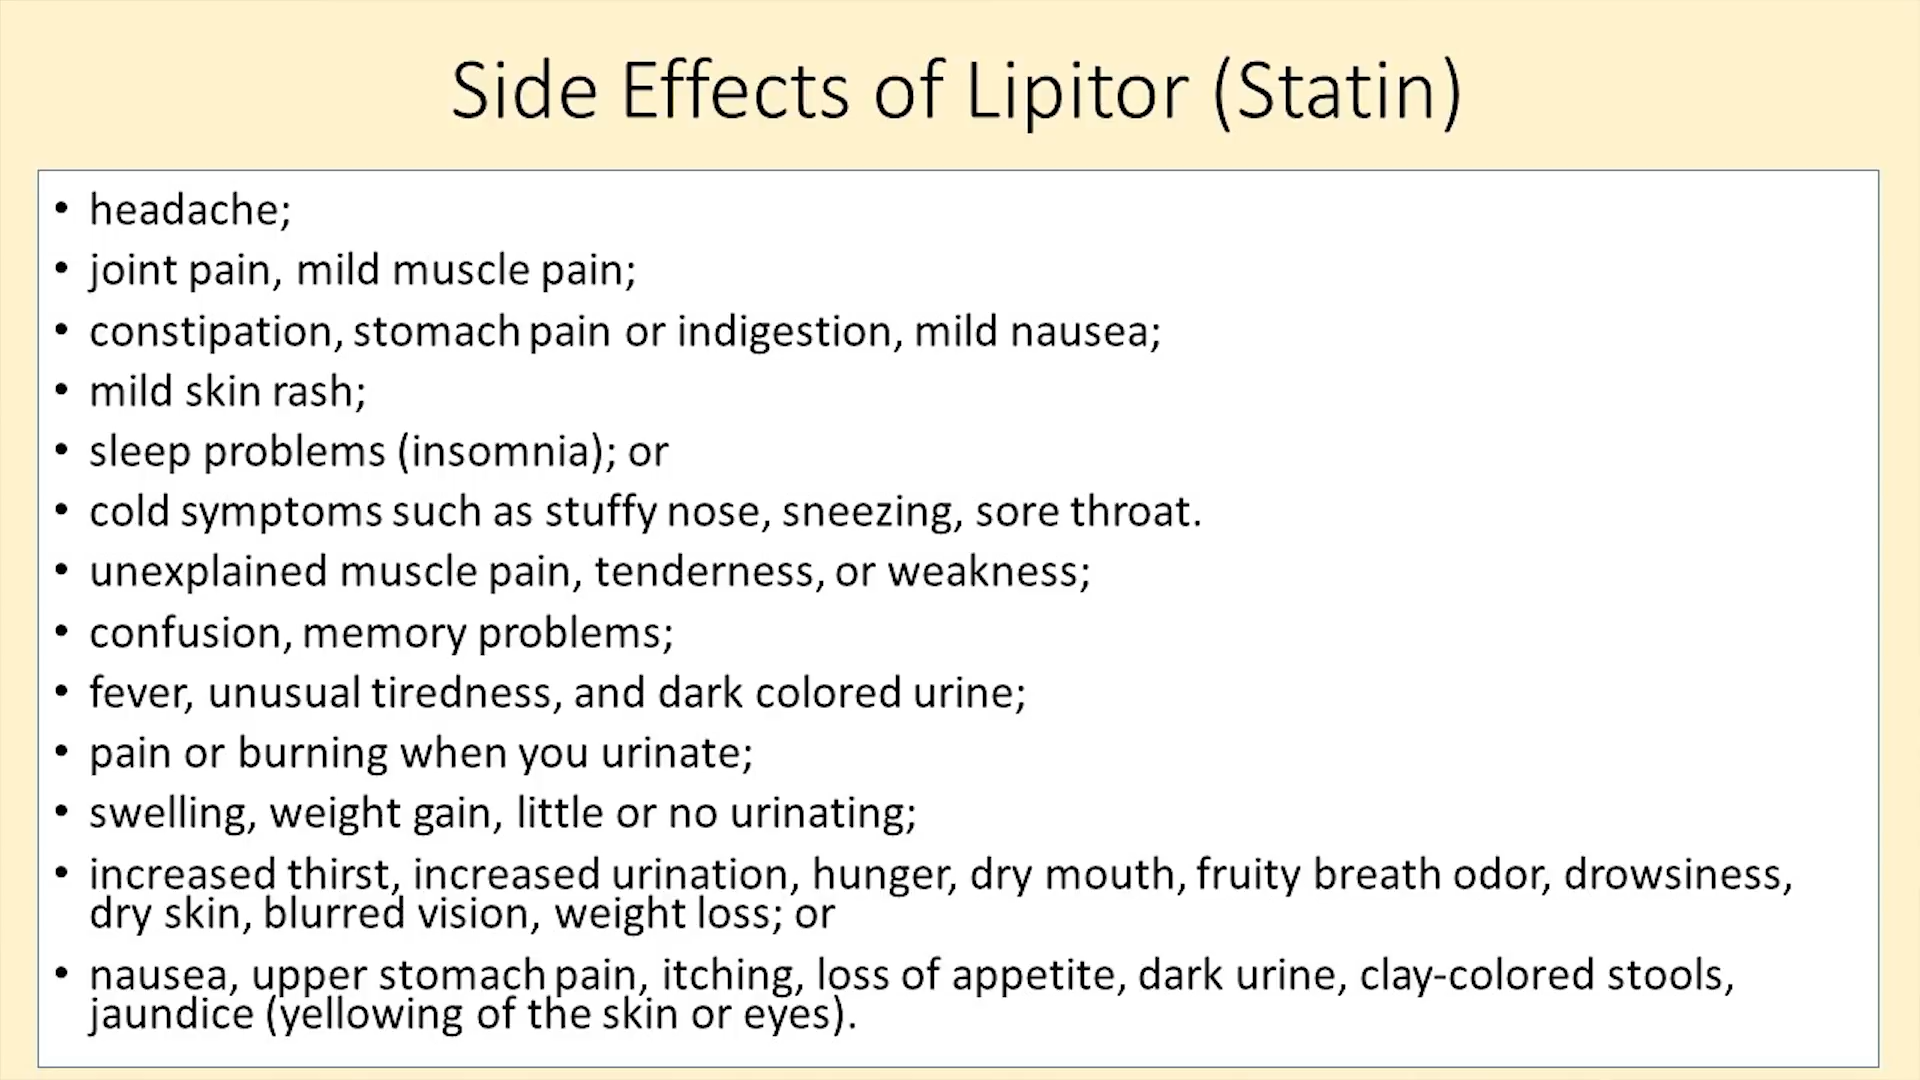 Side Effects of Lipitor (Statin)
• headache;
• joint pain, mild muscle pain;
• constipation, stomach pain or indigestion, mild nausea;
• mild skin rash;
• sleep problems (insomnia); or
• cold symptoms such as stuffy nose, sneezing, sore throat.
• unexplained muscle pain, tenderness, or weakness;
• confusion, memory problems;
• fever, unusual tiredness, and dark colored urine;
• pain or burning when you urinate;
• swelling, weight gain, little or no urinating;
• increased thirst, increased urination, hunger, dry mouth, fruity breath odor, drowsiness,
dry skin, blurred vision, weight loss; or
• nausea, upper stomach pain, itching, loss of appetite, dark urine, clay-colored stools,
jaundice (yellowing of the skin or eyes).